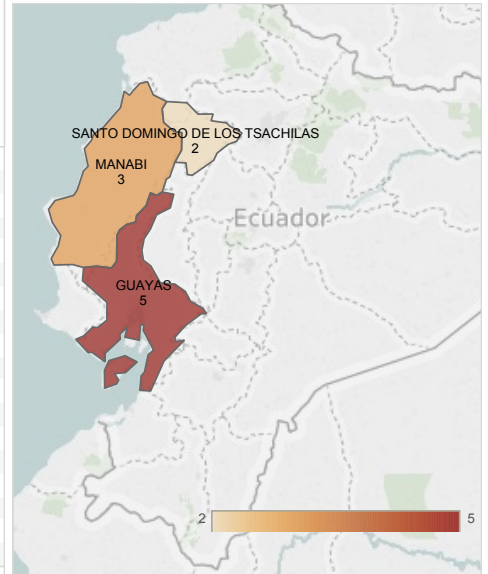 SANTO DOMINGO DE LOS TSACHILAS
2
MANABI
3
Ecuador
GUAYAS
5
2 5